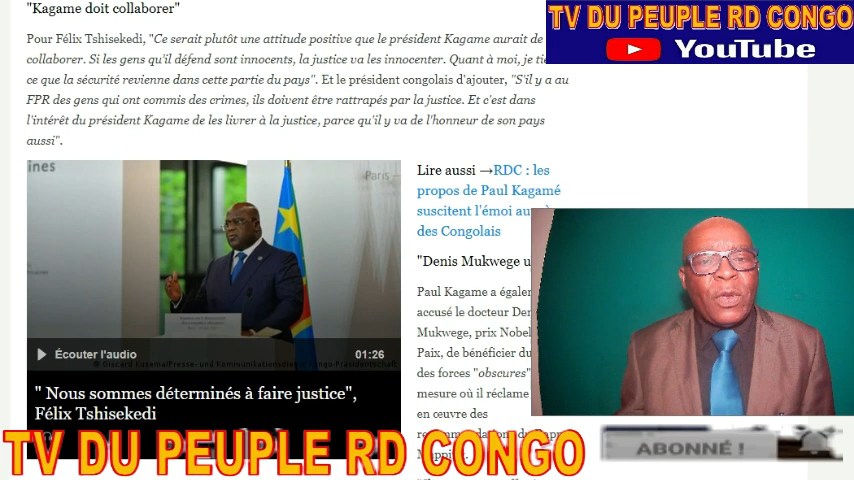 "Kagame doit collaborer"
Pour Félix Tshisekedi, "Ce serait plutôt une attitude positive que le président Kagame aurait de
collaborer. Si les gens qu'il défend sont innocents, la justice va les innocenter. Quant à moi, je
ce que la sécurité revienne dans cette partie du pays". Et le président congolais d'ajouter, "S'il y a au
FPR des gens qui ont commis des crimes, ils doivent être rattrapés par la justice. Et c'est dans
l'intérêt du président Kagame de les livrer à la justice, parce qu'il y va de l'honneur de son pays
aussi".
TV DU PEUPLE RD CONGO
YouTube
Paris
Écouter l'audio 01:26
" Nous sommes déterminés à faire justice",
Félix Tshisekedi
Lire aussi →RDC : les
propos de Paul Kagamé
suscitent l'émoi
des Congolais
"Denis Mukwege
Paul Kagame a
accusé le docteur
Mukwege, prix Nobel
Paix, de bénéficier du
des forces "obscures"
mesure où il réclame
en œuvre des
TV DU PEUPLE RD CONGO
ABONNÉ !